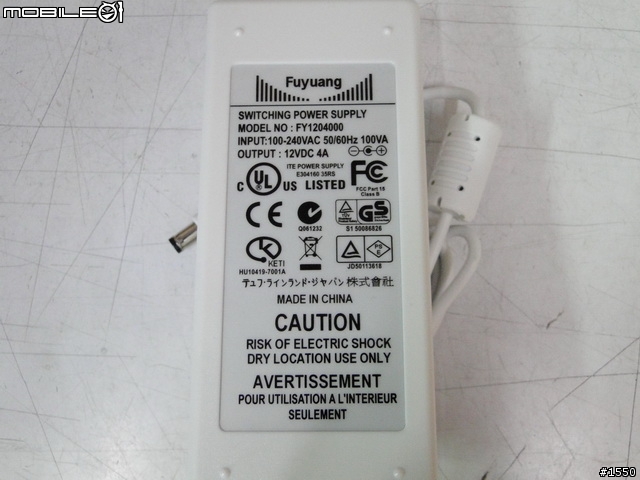 MOBILE01
Fuyuang
SWITCHING POWER SUPPLY
MODEL NO : FY1204000
INPUT:100-240VAC 50/60Hz 100VA
OUTPUT : 12VDC 4A
ITE POWER SUPPLY
E304160 35RS
C UL US LISTED
FC
FCC Part 15
Class B
CE
Q061232
GS
S1 50086826
KETI
HU10419-7001A
PS
E
JD50113618
テュフ・ラインランド・ジャパン株式會社
MADE IN CHINA
CAUTION
RISK OF ELECTRIC SHOCK
DRY LOCATION USE ONLY
AVERTISSEMENT
POUR UTILISATION A L'INTERIEUR
SEULEMENT
#1550